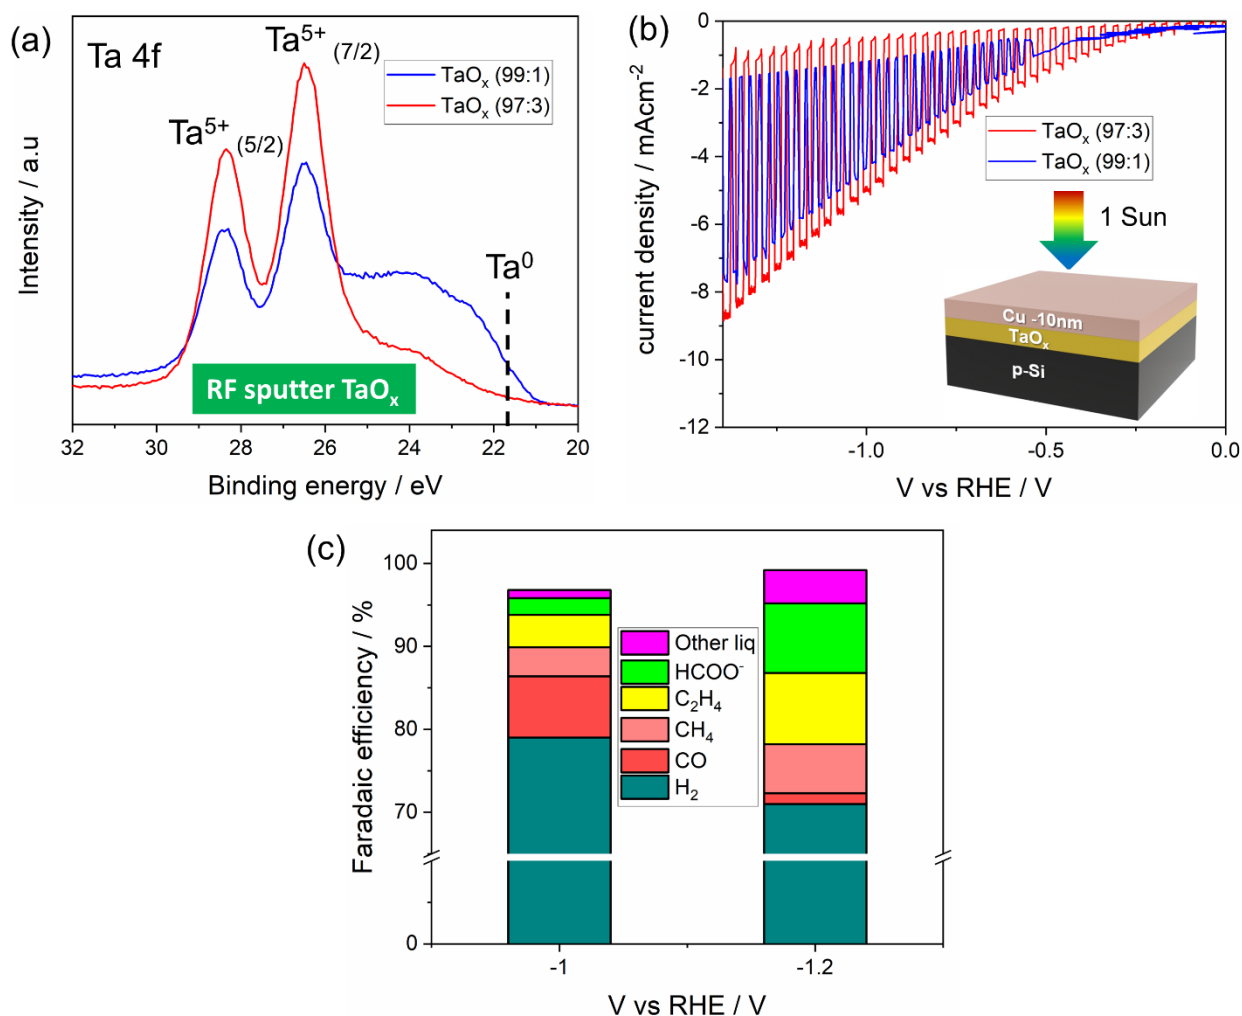 (a)
Ta 4f
Ta⁵⁺ (7/2)
Ta⁵⁺ (5/2)
TaOₓ (99:1)
TaOₓ (97:3)
Ta⁰
RF sputter TaOₓ
Intensity / a.u
32 30 28 26 24 22 20
Binding energy / eV
(b)
0
-2
-4
-6
-8
-10
-12
current density / mAcm⁻²
TaOₓ (97:3)
TaOₓ (99:1)
1 Sun
Cu -10nm
TaOₓ
p-Si
-1.0 -0.5 0.0
V vs RHE / V
(c)
100
90
80
70
0
Faradaic efficiency / %
Other liq
HCOO⁻
C₂H₄
CH₄
CO
H₂
-1 -1.2
V vs RHE / V